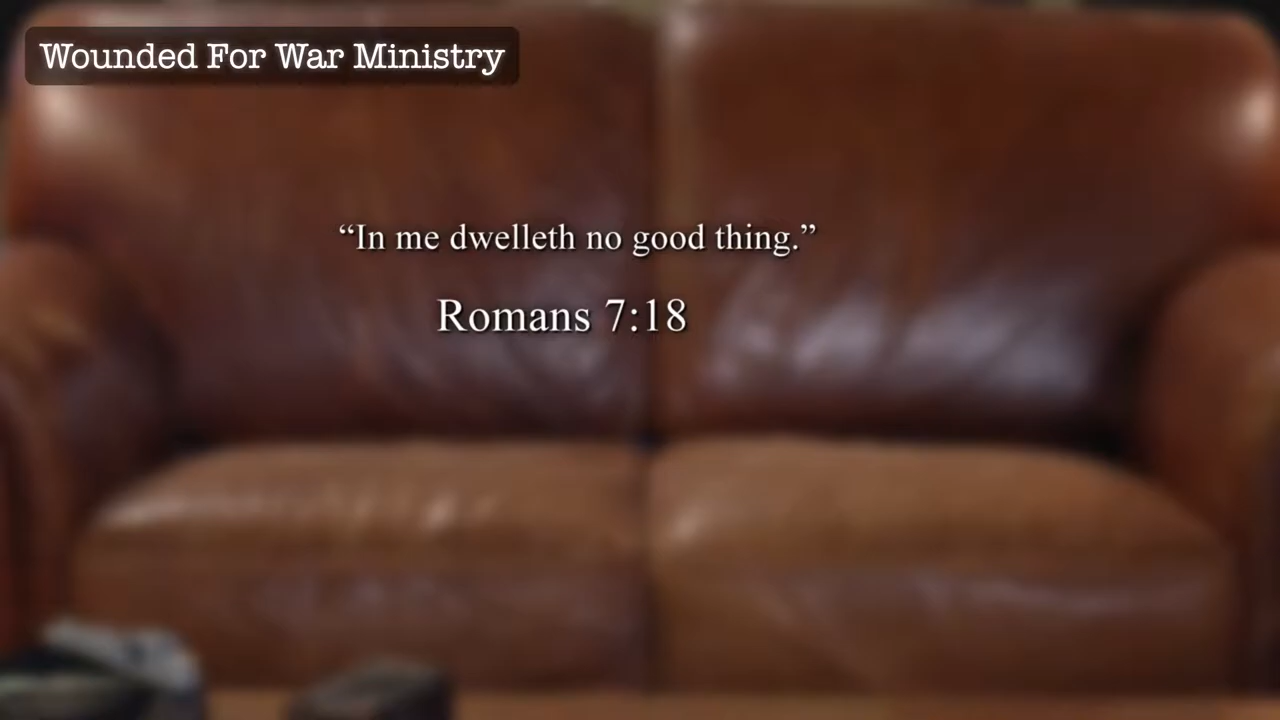 Wounded For War Ministry
“In me dwelleth no good thing.”
Romans 7:18